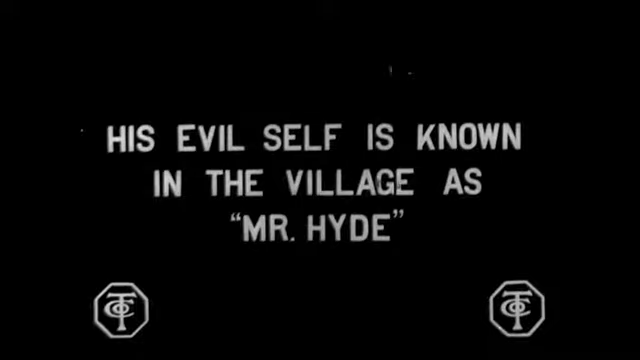 HIS EVIL SELF IS KNOWN
IN THE VILLAGE AS
“MR. HYDE”